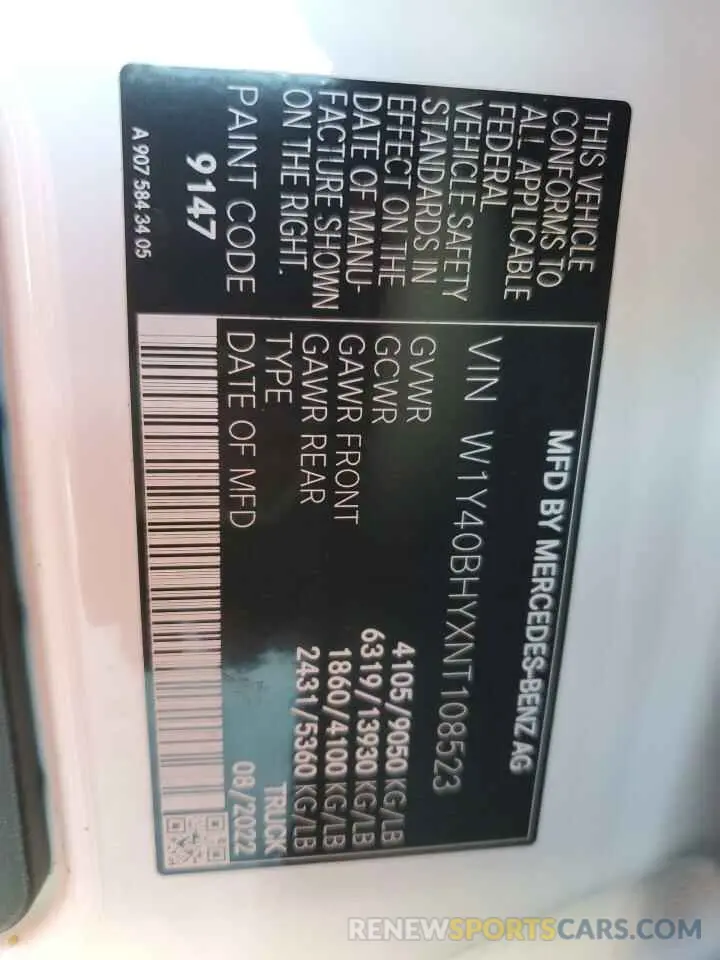 THIS VEHICLE
CONFORMS TO
ALL APPLICABLE
FEDERAL
VEHICLE SAFETY
STANDARDS IN
EFFECT ON THE
DATE OF MANU-
FACTURE SHOWN
ON THE RIGHT.
PAINT CODE
9147
A 907 584 34 05
MFD BY MERCEDES-BENZ AG
VIN W1Y40BHYXNT108523
GVWR 4105/9050 KG/LB
GCWR 6319/13930 KG/LB
GAWR FRONT 1860/4100 KG/LB
GAWR REAR 2431/5360 KG/LB
TYPE TRUCK
DATE OF MFD 08/2022
RENEWSPORTSCARS.COM